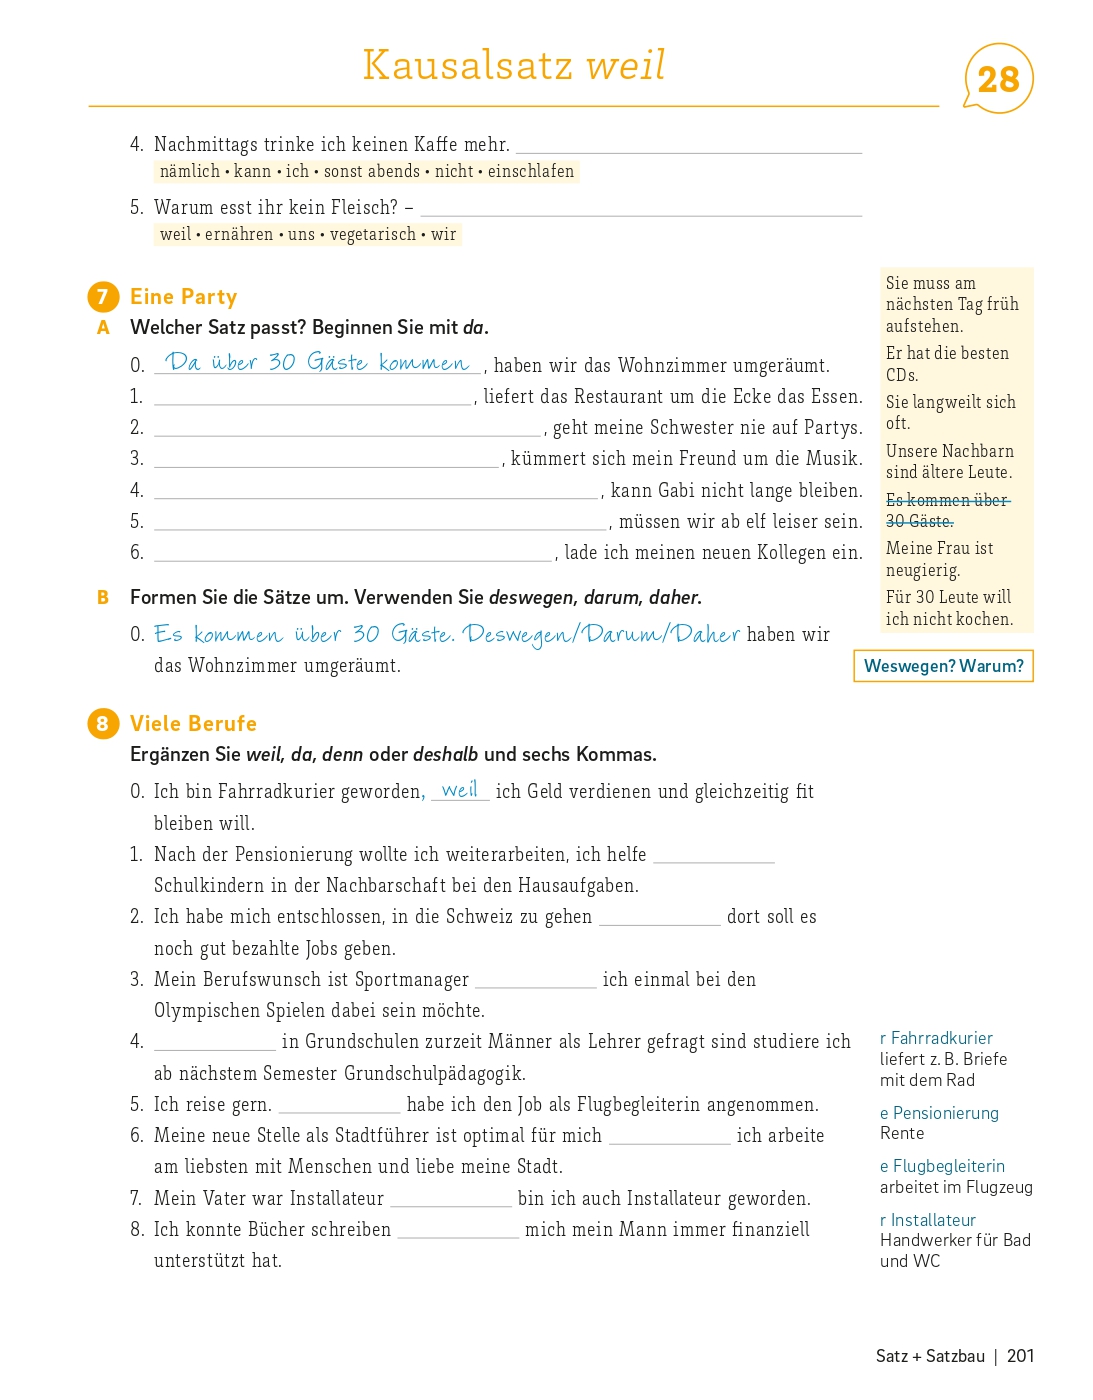 Kausalsatz weil
28
4. Nachmittags trinke ich keinen Kaffe mehr.
nämlich • kann • ich • sonst abends • nicht • einschlafen
5. Warum esst ihr kein Fleisch? –
weil • ernähren • uns • vegetarisch • wir
7 Eine Party
A Welcher Satz passt? Beginnen Sie mit da.
0. Da über 30 Gäste kommen, haben wir das Wohnzimmer umgeräumt.
1. , liefert das Restaurant um die Ecke das Essen.
2. , geht meine Schwester nie auf Partys.
3. , kümmert sich mein Freund um die Musik.
4. , kann Gabi nicht lange bleiben.
5. , müssen wir ab elf leiser sein.
6. , lade ich meinen neuen Kollegen ein.
Sie muss am
nächsten Tag früh
aufstehen.
Er hat die besten
CDs.
Sie langweilt sich
oft.
Unsere Nachbarn
sind ältere Leute.
Es kommen über
30 Gäste.
Meine Frau ist
neugierig.
Für 30 Leute will
ich nicht kochen.
B Formen Sie die Sätze um. Verwenden Sie deswegen, darum, daher.
0. Es kommen über 30 Gäste. Deswegen/Darum/Daher haben wir
das Wohnzimmer umgeräumt.
Weswegen? Warum?
8 Viele Berufe
Ergänzen Sie weil, da, denn oder deshalb und sechs Kommas.
0. Ich bin Fahrradkurier geworden, weil ich Geld verdienen und gleichzeitig fit
bleiben will.
1. Nach der Pensionierung wollte ich weiterarbeiten, ich helfe
Schulkindern in der Nachbarschaft bei den Hausaufgaben.
2. Ich habe mich entschlossen, in die Schweiz zu gehen dort soll es
noch gut bezahlte Jobs geben.
3. Mein Berufswunsch ist Sportmanager ich einmal bei den
Olympischen Spielen dabei sein möchte.
4. in Grundschulen zurzeit Männer als Lehrer gefragt sind studiere ich
ab nächstem Semester Grundschulpädagogik.
5. Ich reise gern. habe ich den Job als Flugbegleiterin angenommen.
6. Meine neue Stelle als Stadtführer ist optimal für mich ich arbeite
am liebsten mit Menschen und liebe meine Stadt.
7. Mein Vater war Installateur bin ich auch Installateur geworden.
8. Ich konnte Bücher schreiben mich mein Mann immer finanziell
unterstützt hat.
r Fahrradkurier
liefert z. B. Briefe
mit dem Rad
e Pensionierung
Rente
e Flugbegleiterin
arbeitet im Flugzeug
r Installateur
Handwerker für Bad
und WC
Satz + Satzbau | 201